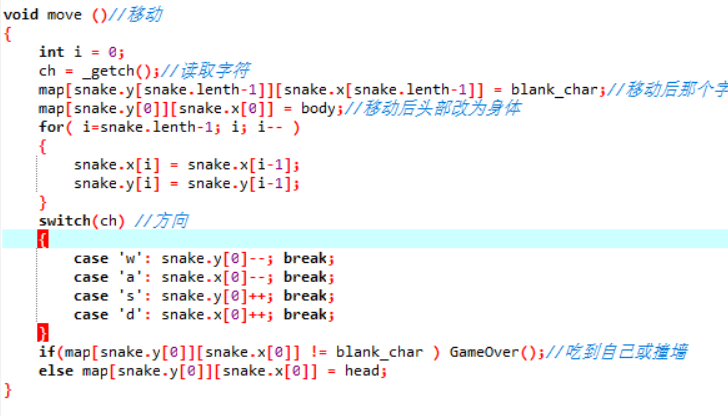 void move ()//移动
{
    int i = 0;
    ch = _getch();//读取字符
    map[snake.y[snake.lenth-1]][snake.x[snake.lenth-1]] = blank_char;//移动后那个字
    map[snake.y[0]][snake.x[0]] = body;//移动后头部改为身体
    for( i=snake.lenth-1; i; i-- )
    {
        snake.x[i] = snake.x[i-1];
        snake.y[i] = snake.y[i-1];
    }
    switch(ch) //方向
    {
        case 'w': snake.y[0]--; break;
        case 'a': snake.x[0]--; break;
        case 's': snake.y[0]++; break;
        case 'd': snake.x[0]++; break;
    }
    if(map[snake.y[0]][snake.x[0]] != blank_char ) GameOver();//吃到自己或撞墙
    else map[snake.y[0]][snake.x[0]] = head;
}